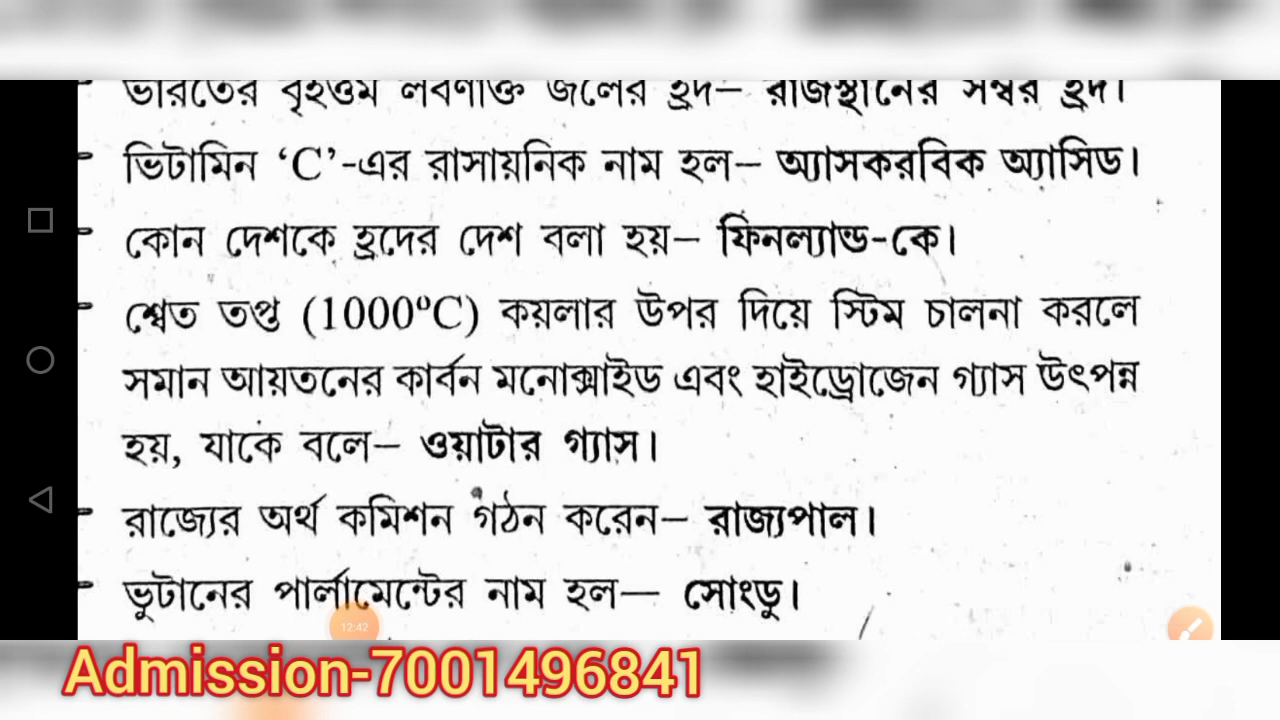 ভারতের বৃহত্তম লবণাক্ত জলের হ্রদ– রাজস্থানের সম্বর হ্রদ।
ভিটামিন ‘C’-এর রাসায়নিক নাম হল– অ্যাসকরবিক অ্যাসিড।
কোন দেশকে হ্রদের দেশ বলা হয়– ফিনল্যান্ড-কে।
শ্বেত তপ্ত (1000°C) কয়লার উপর দিয়ে স্টিম চালনা করলে
সমান আয়তনের কার্বন মনোক্সাইড এবং হাইড্রোজেন গ্যাস উৎপন্ন
হয়, যাকে বলে– ওয়াটার গ্যাস।
রাজ্যের অর্থ কমিশন গঠন করেন– রাজ্যপাল।
ভুটানের পার্লামেন্টের নাম হল— সোংডু।
12:42
Admission-7001496841